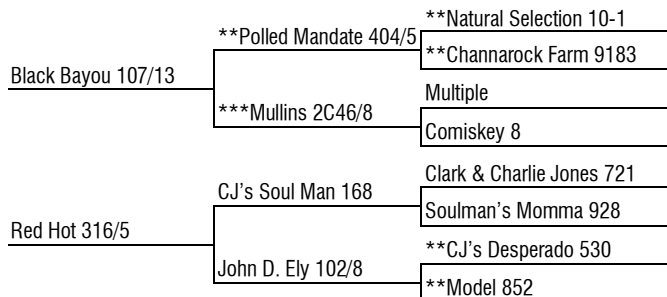 **Natural Selection 10-1
**Polled Mandate 404/5
**Channarock Farm 9183
Black Bayou 107/13
Multiple
***Mullins 2C46/8
Comiskey 8
Clark & Charlie Jones 721
CJ's Soul Man 168
Soulman's Momma 928
Red Hot 316/5
**CJ's Desperado 530
John D. Ely 102/8
**Model 852